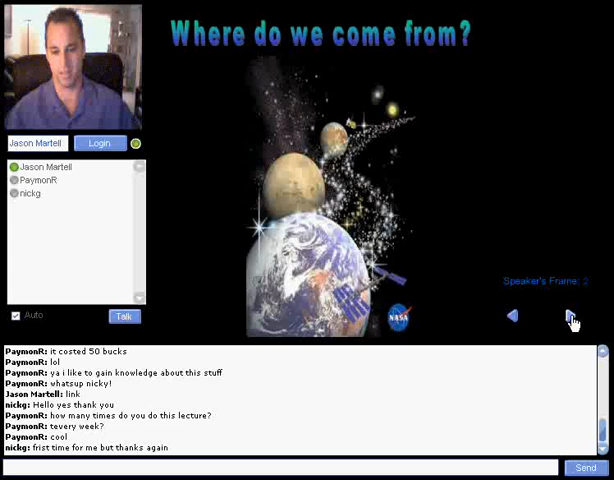 Where do we come from?
Jason Martell
Login
Jason Martell
PaymonR
nickg
Auto
Talk
Speaker's Frame: 2
NASA
PaymonR: it costed 50 bucks
PaymonR: lol
PaymonR: ya i like to gain knowledge about this stuff
PaymonR: whatsup nicky!
Jason Martell: link
nickg: Hello yes thank you
PaymonR: how many times do you do this lecture?
PaymonR: tevery week?
PaymonR: cool
nickg: frist time for me but thanks again
Send